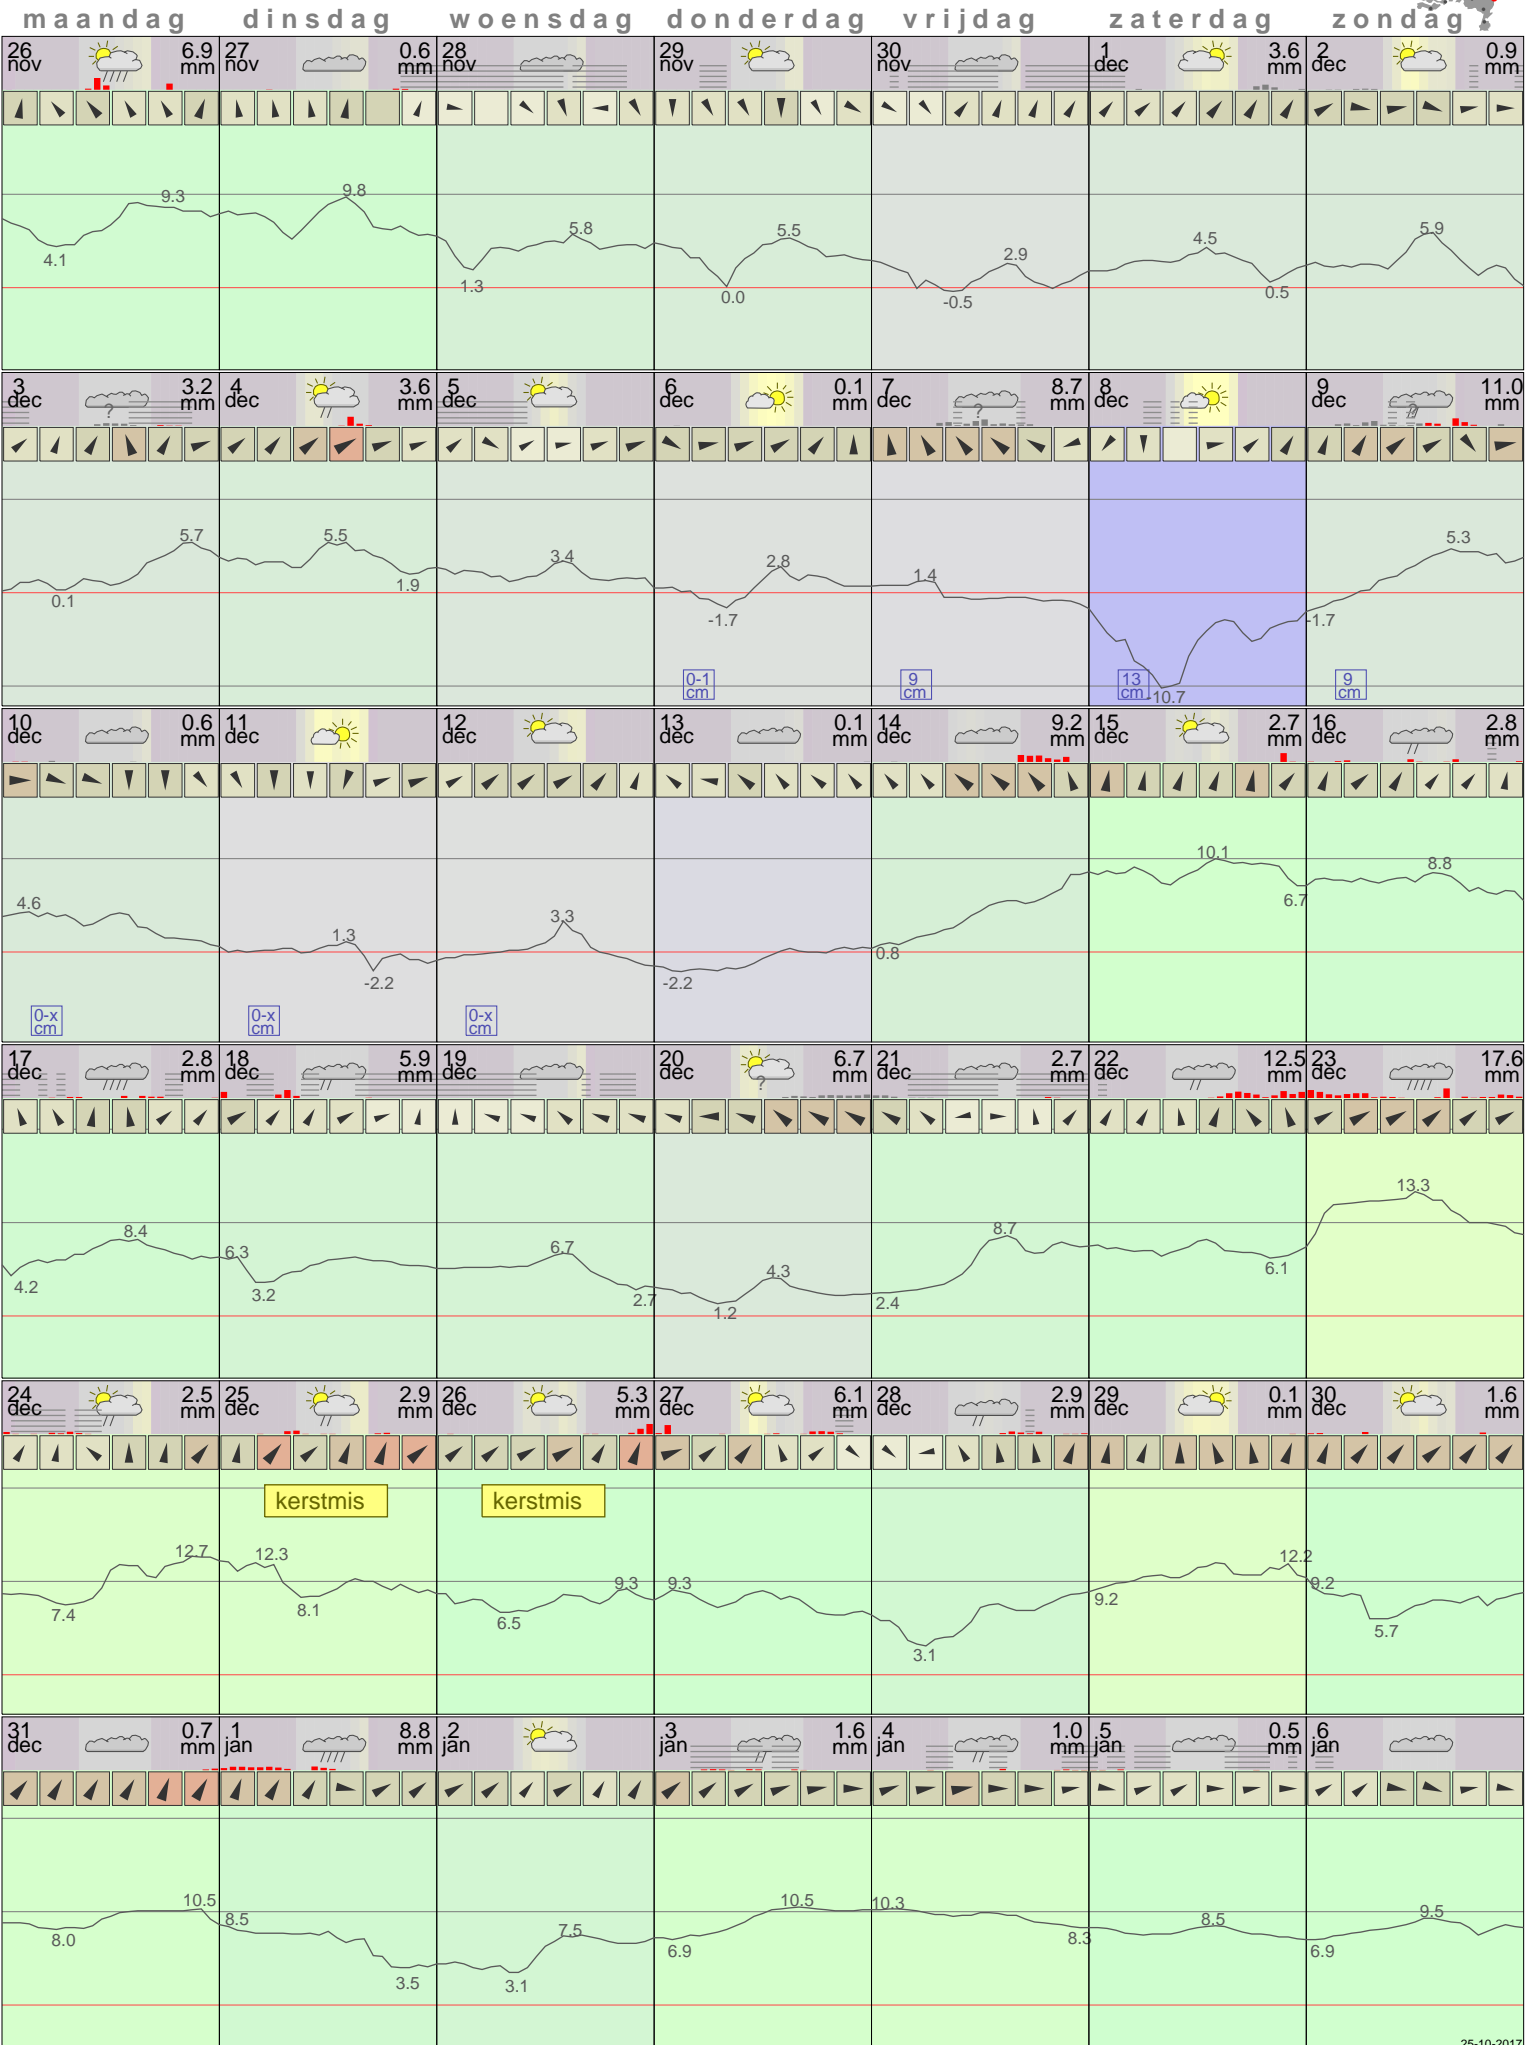 maandag dinsdag woensdag donderdag vrijdag zaterdag zondag
26 6.9 27 0.6 28 29 30 1 3.6 2 0.9
nov mm nov mm nov nov nov dec mm dec mm
9.3 9.8 5.8 5.5 2.9 4.5 5.9
4.1 1.3 0.0 -0.5 0.5
3 3.2 4 3.6 5 6 0.1 7 8.7 8 9 11.0
dec ? mm dec mm dec dec mm dec ? mm dec dec ? mm
5.7 5.5 3.4 2.8 1.4 5.3
0.1 1.9 -1.7 -1.7
0-1 9 13 9
cm cm cm -10.7 cm
10 0.6 11 12 13 0.1 14 9.2 15 2.7 16 2.8
dec mm dec dec dec mm dec mm dec mm dec mm
4.6 1.3 3.3 10.1 8.8
-2.2 -2.2 0.8 6.7
0-x 0-x 0-x
cm cm cm
17 2.8 18 5.9 19 20 6.7 21 2.7 22 12.5 23 17.6
dec mm dec mm dec dec ? mm dec mm dec mm dec mm
8.4 6.3 6.7 4.3 8.7 13.3
4.2 3.2 2.7 1.2 2.4 6.1
24 2.5 25 2.9 26 5.3 27 6.1 28 2.9 29 0.1 30 1.6
dec mm dec mm dec mm dec mm dec mm dec mm dec mm
kerstmis kerstmis
12.7 12.3 9.3 9.3 12.2 9.2
7.4 8.1 6.5 3.1 9.2 5.7
31 0.7 1 8.8 2 3 1.6 4 1.0 5 0.5 6
dec mm jan mm jan jan mm jan mm jan mm jan
10.5 8.5 7.5 10.5 10.3 8.5 9.5
8.0 3.5 3.1 6.9 8.3 6.9
25-10-2017